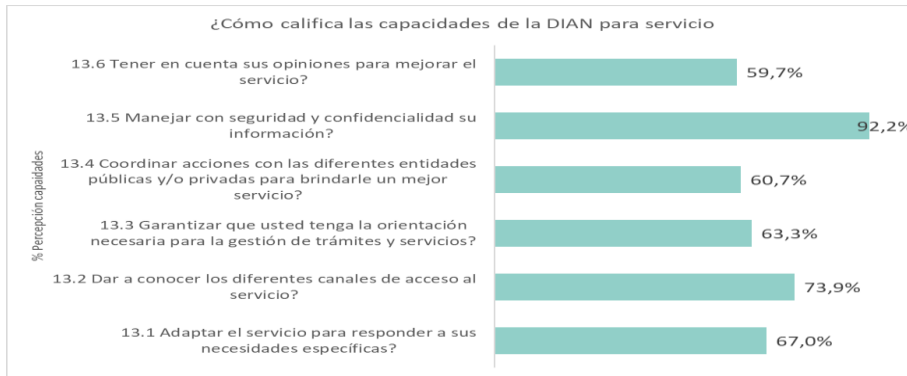 ¿Cómo califica las capacidades de la DIAN para servicio
% Percepción capaidades
13.6 Tener en cuenta sus opiniones para mejorar el
servicio?
59,7%
13.5 Manejar con seguridad y confidencialidad su
información?
92,2%
13.4 Coordinar acciones con las diferentes entidades
públicas y/o privadas para brindarle un mejor
servicio?
60,7%
13.3 Garantizar que usted tenga la orientación
necesaria para la gestión de trámites y servicios?
63,3%
13.2 Dar a conocer los diferentes canales de acceso al
servicio?
73,9%
13.1 Adaptar el servicio para responder a sus
necesidades específicas?
67,0%